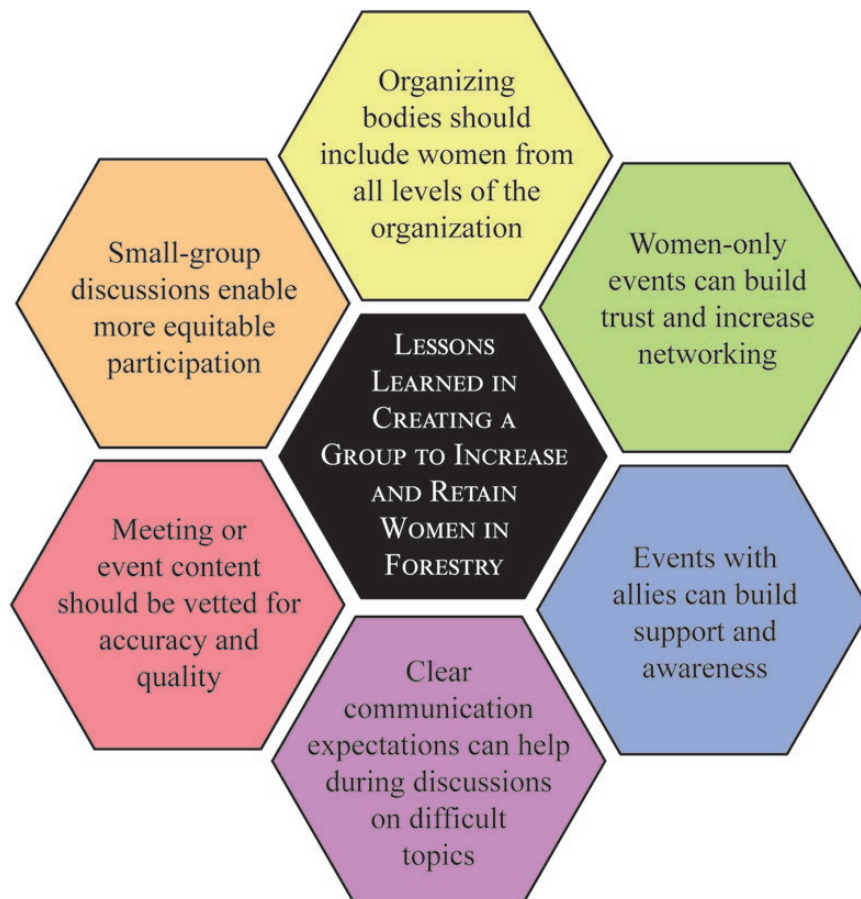 Organizing
bodies should
include women from
all levels of the
organization
Small-group
discussions enable
more equitable
participation
Women-only
events can build
trust and increase
networking
Lessons
Learned in
Creating a
Group to Increase
and Retain
Women in
Forestry
Meeting or
event content
should be vetted for
accuracy and
quality
Events with
allies can build
support and
awareness
Clear
communication
expectations can help
during discussions
on difficult
topics